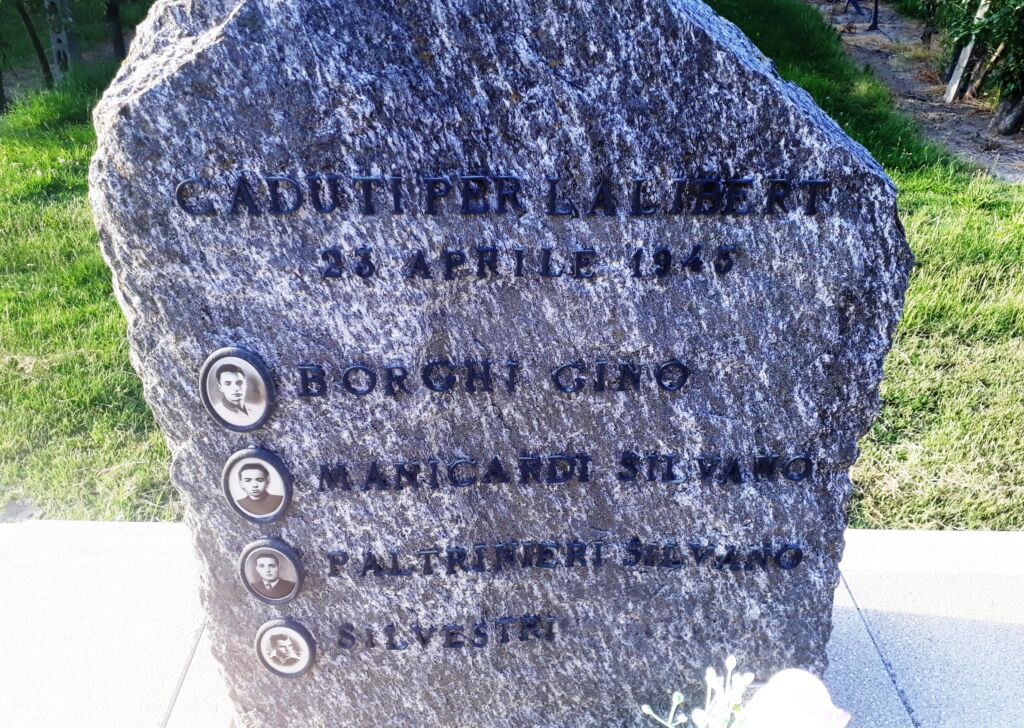 CADUTI PER LA LIBERT
23 APRILE 1945
BORGHI GINO
MANICARDI SILVANO
PALTRINIERI SILVANO
SILVESTRI